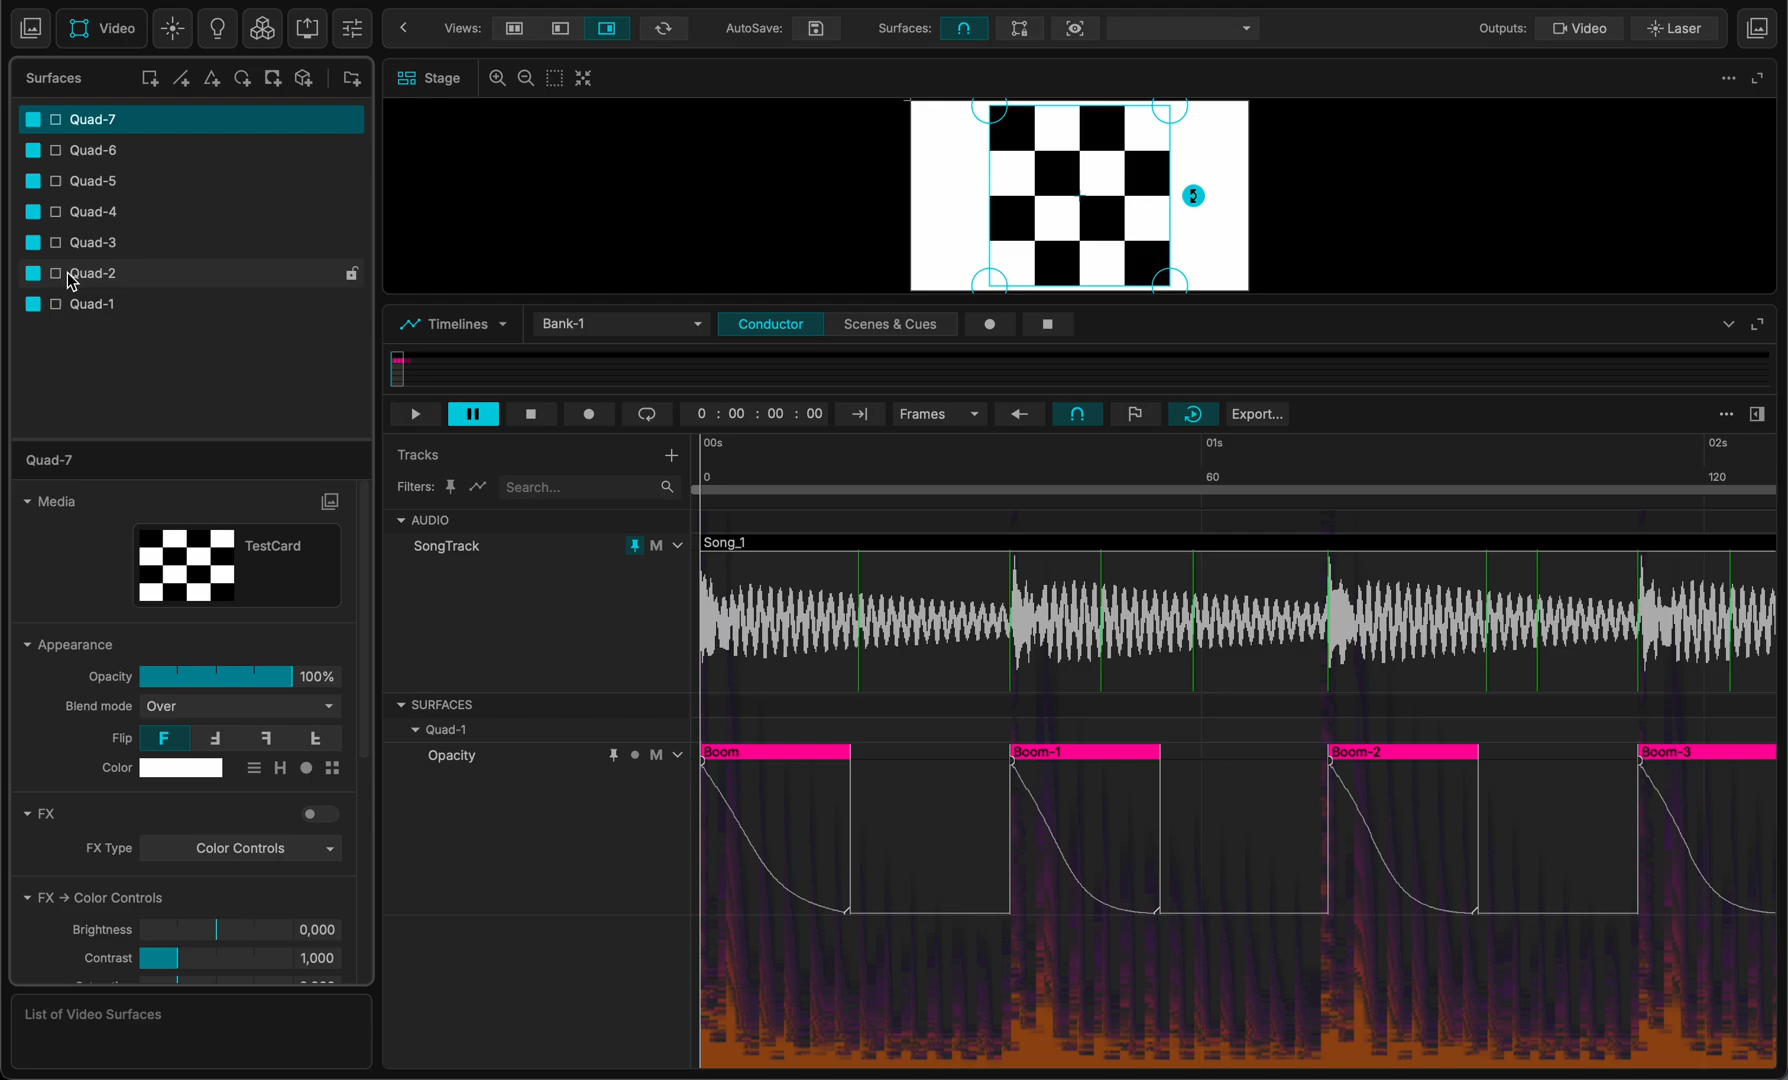 Video
Views:
AutoSave:
Surfaces:
Outputs:
Video
Laser
Surfaces
Quad-7
Quad-6
Quad-5
Quad-4
Quad-3
Quad-2
Quad-1
Stage
Timelines
Bank-1
Conductor
Scenes & Cues
0 : 00 : 00 : 00
Frames
Export...
Quad-7
Media
TestCard
Appearance
Opacity
100%
Blend mode
Over
Flip
F
Color
H
FX
FX Type
Color Controls
FX → Color Controls
Brightness
0,000
Contrast
1,000
List of Video Surfaces
Tracks
Filters:
Search...
00s
01s
02s
0
60
120
AUDIO
SongTrack
M
Song_1
SURFACES
Quad-1
Opacity
M
Boom
Boom-1
Boom-2
Boom-3